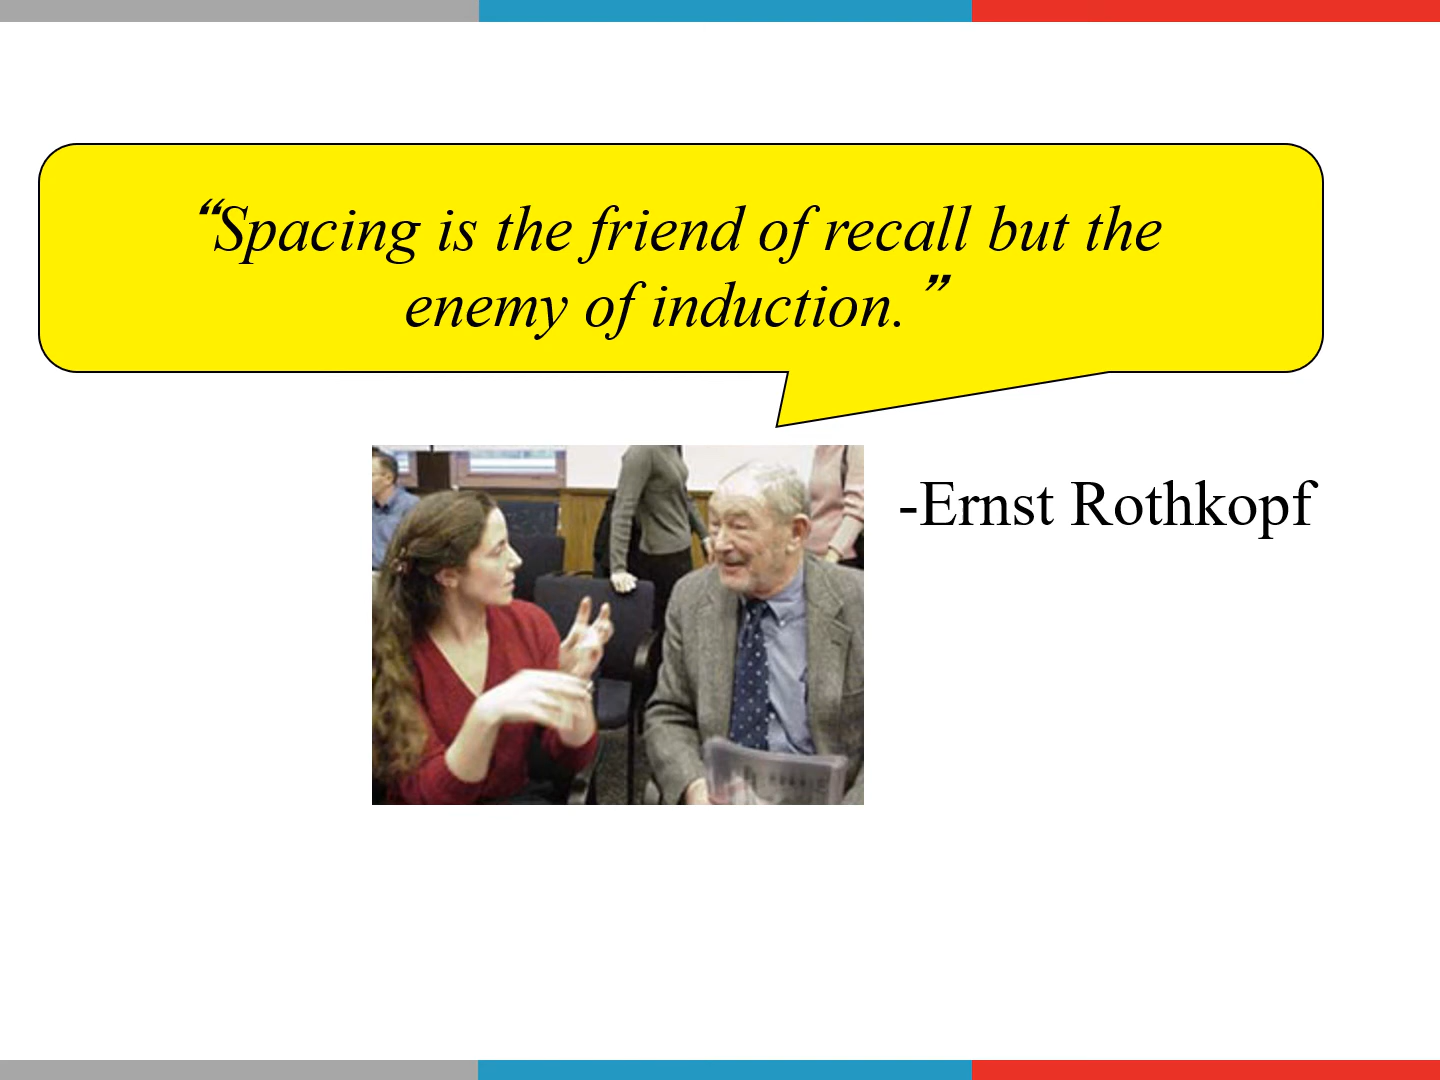 “Spacing is the friend of recall but the
enemy of induction.”
-Ernst Rothkopf